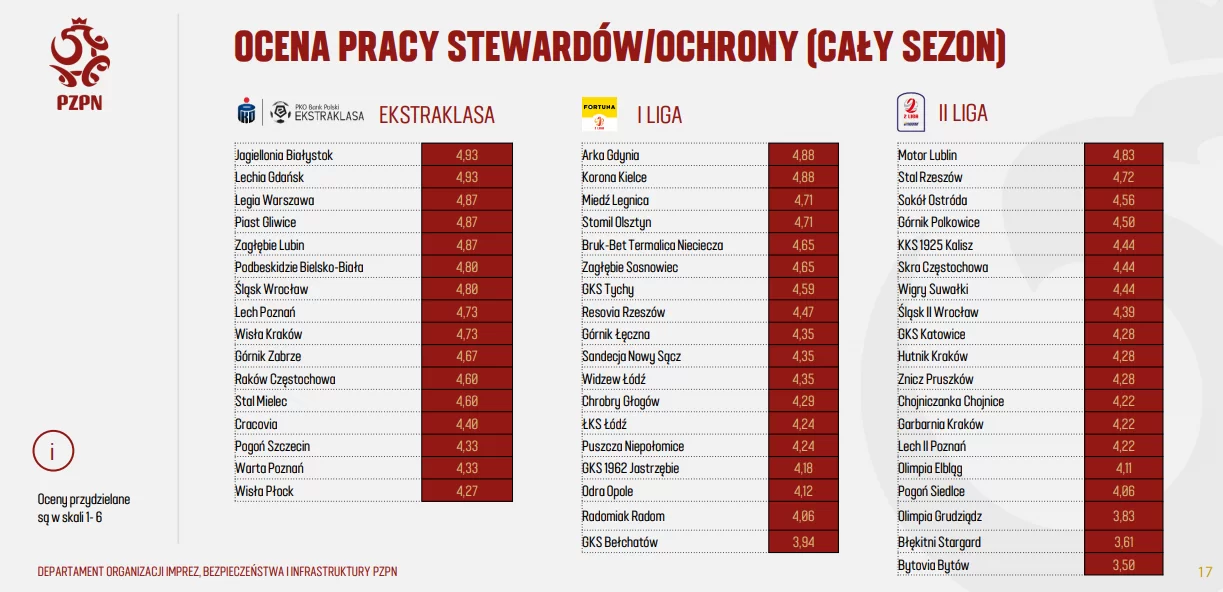 PZPN
OCENA PRACY STEWARDÓW/OCHRONY (CAŁY SEZON)
PKO Bank Polski
EKSTRAKLASA
EKSTRAKLASA
Jagiellonia Białystok 4,93
Lechia Gdańsk 4,93
Legia Warszawa 4,87
Piast Gliwice 4,87
Zagłębie Lubin 4,87
Podbeskidzie Bielsko-Biała 4,80
Śląsk Wrocław 4,80
Lech Poznań 4,73
Wisła Kraków 4,73
Górnik Zabrze 4,67
Raków Częstochowa 4,60
Stal Mielec 4,60
Cracovia 4,40
Pogoń Szczecin 4,33
Warta Poznań 4,33
Wisła Płock 4,27
FORTUNA
1 LIGA
I LIGA
Arka Gdynia 4,88
Korona Kielce 4,88
Miedź Legnica 4,71
Stomil Olsztyn 4,71
Bruk-Bet Termalica Nieciecza 4,65
Zagłębie Sosnowiec 4,65
GKS Tychy 4,59
Resovia Rzeszów 4,47
Górnik Łęczna 4,35
Sandecja Nowy Sącz 4,35
Widzew Łódź 4,35
Chrobry Głogów 4,29
ŁKS Łódź 4,24
Puszcza Niepołomice 4,24
GKS 1962 Jastrzębie 4,18
Odra Opole 4,12
Radomiak Radom 4,06
GKS Bełchatów 3,94
2 LIGA
II LIGA
Motor Lublin 4,83
Stal Rzeszów 4,72
Sokół Ostróda 4,56
Górnik Polkowice 4,50
KKS 1925 Kalisz 4,44
Skra Częstochowa 4,44
Wigry Suwałki 4,44
Śląsk II Wrocław 4,39
GKS Katowice 4,28
Hutnik Kraków 4,28
Znicz Pruszków 4,28
Chojniczanka Chojnice 4,22
Garbarnia Kraków 4,22
Lech II Poznań 4,22
Olimpia Elbląg 4,11
Pogoń Siedlce 4,06
Olimpia Grudziądz 3,83
Błękitni Stargard 3,61
Bytovia Bytów 3,50
i
Oceny przydzielane
są w skali 1- 6
DEPARTAMENT ORGANIZACJI IMPREZ, BEZPIECZEŃSTWA I INFRASTRUKTURY PZPN
17